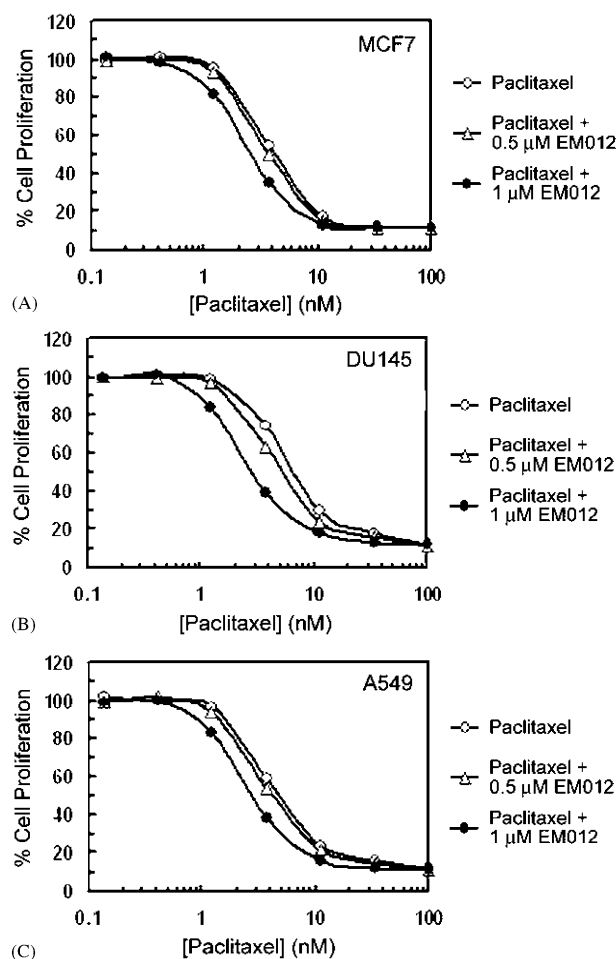 MCF7
120
100
80
60
40
20
0
% Cell Proliferation
0.1 1 10 100
[Paclitaxel] (nM)
Paclitaxel
Paclitaxel +
0.5 μM EM012
Paclitaxel +
1 μM EM012
(A)
DU145
120
100
80
60
40
20
0
% Cell Proliferation
0.1 1 10 100
[Paclitaxel] (nM)
Paclitaxel
Paclitaxel +
0.5 μM EM012
Paclitaxel +
1 μM EM012
(B)
A549
120
100
80
60
40
20
0
% Cell Proliferation
0.1 1 10 100
[Paclitaxel] (nM)
Paclitaxel
Paclitaxel +
0.5 μM EM012
Paclitaxel +
1 μM EM012
(C)